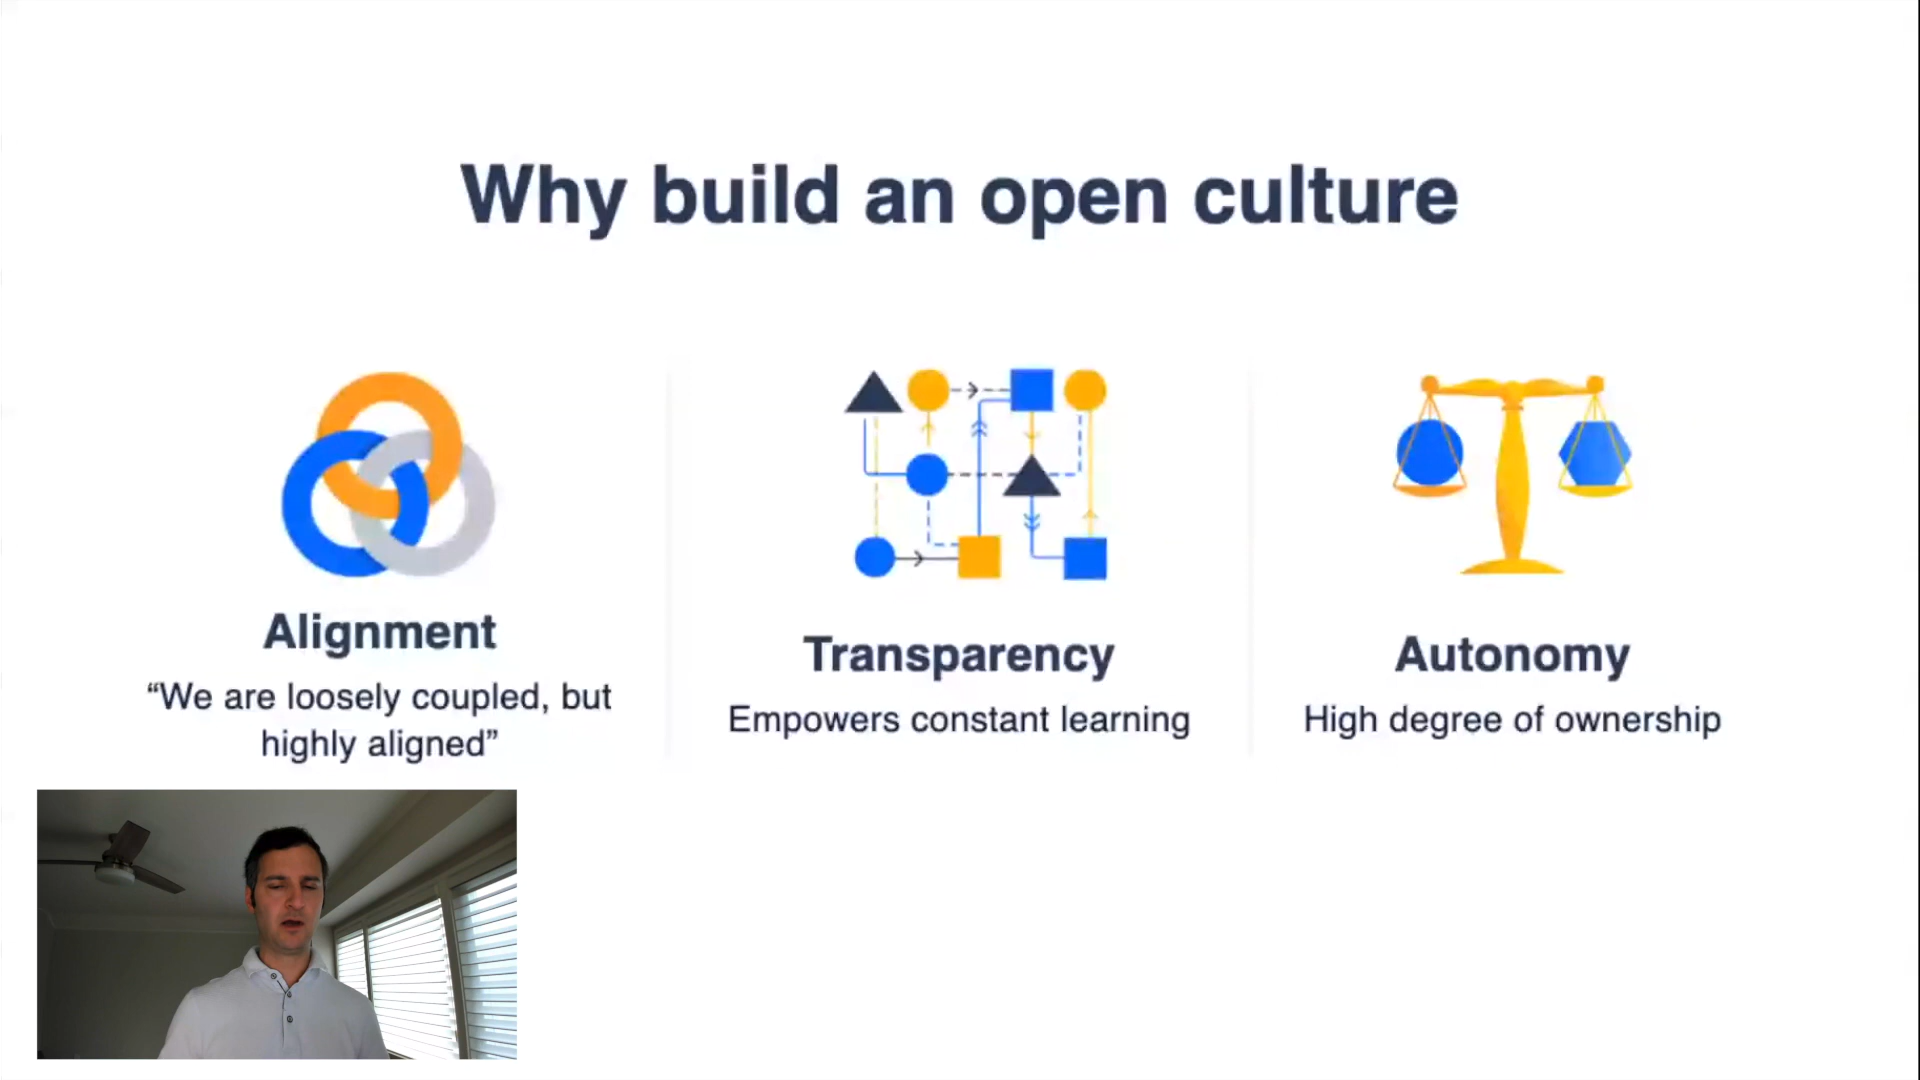 Why build an open culture
Alignment
“We are loosely coupled, but
highly aligned”
Transparency
Empowers constant learning
Autonomy
High degree of ownership